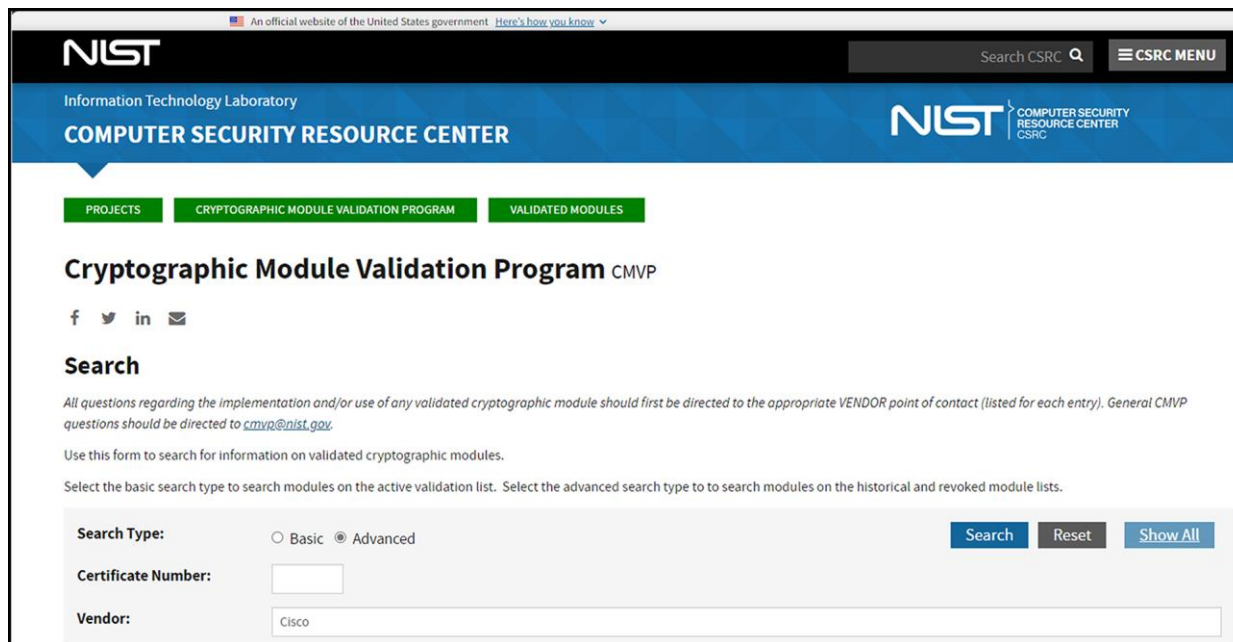 An official website of the United States government Here's how you know
NIST
Search CSRC
CSRC MENU
Information Technology Laboratory
COMPUTER SECURITY RESOURCE CENTER
NIST COMPUTER SECURITY
RESOURCE CENTER
CSRC
PROJECTS CRYPTOGRAPHIC MODULE VALIDATION PROGRAM VALIDATED MODULES
Cryptographic Module Validation Program CMVP
Search
All questions regarding the implementation and/or use of any validated cryptographic module should first be directed to the appropriate VENDOR point of contact (listed for each entry). General CMVP
questions should be directed to cmvp@nist.gov.
Use this form to search for information on validated cryptographic modules.
Select the basic search type to search modules on the active validation list. Select the advanced search type to to search modules on the historical and revoked module lists.
Search Type: Basic Advanced Search Reset Show All
Certificate Number:
Vendor: Cisco